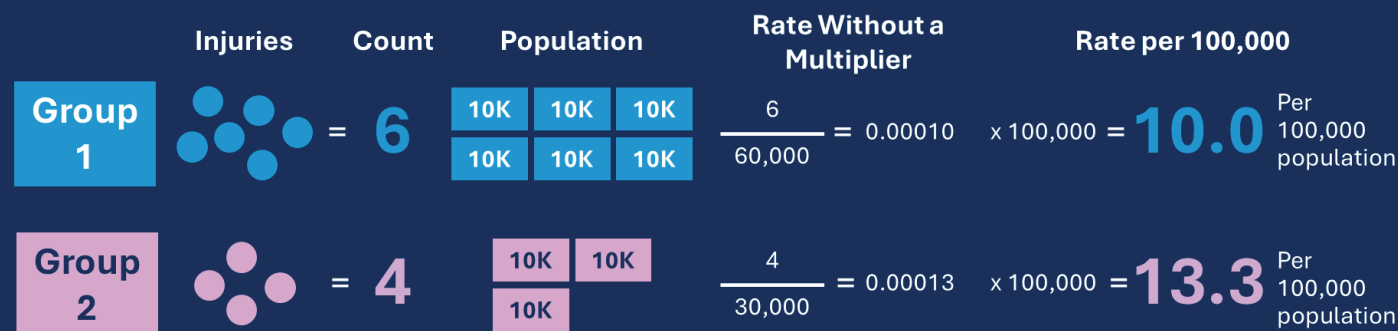 Injuries
Count
Population
Rate Without a
Multiplier
Rate per 100,000
Group
1
= 6
10K 10K 10K
10K 10K 10K
6
60,000
= 0.00010
x 100,000 = 10.0
Per
100,000
population
Group
2
= 4
10K 10K
10K
4
30,000
= 0.00013
x 100,000 = 13.3
Per
100,000
population